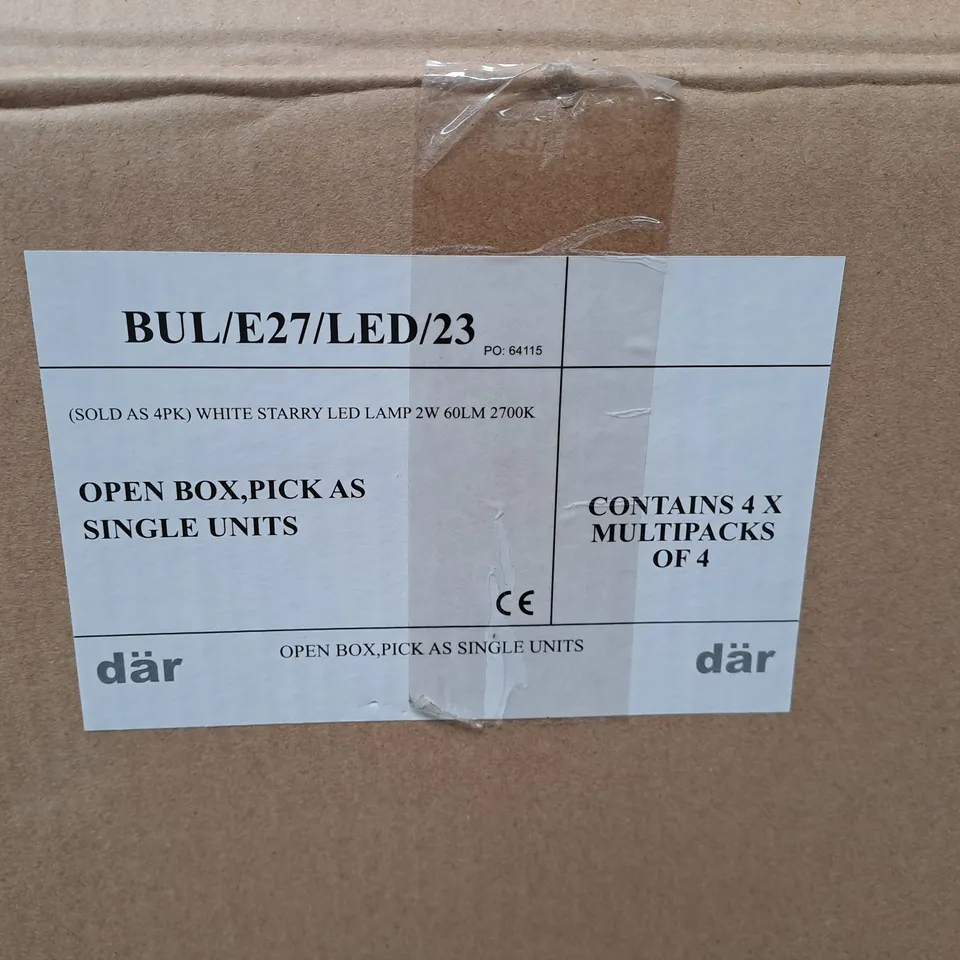 BUL/E27/LED/23
PO: 64115
(SOLD AS 4PK) WHITE STARRY LED LAMP 2W 60LM 2700K
OPEN BOX,PICK AS
SINGLE UNITS
CONTAINS 4 X
MULTIPACKS
OF 4
CE
där
OPEN BOX,PICK AS SINGLE UNITS
där